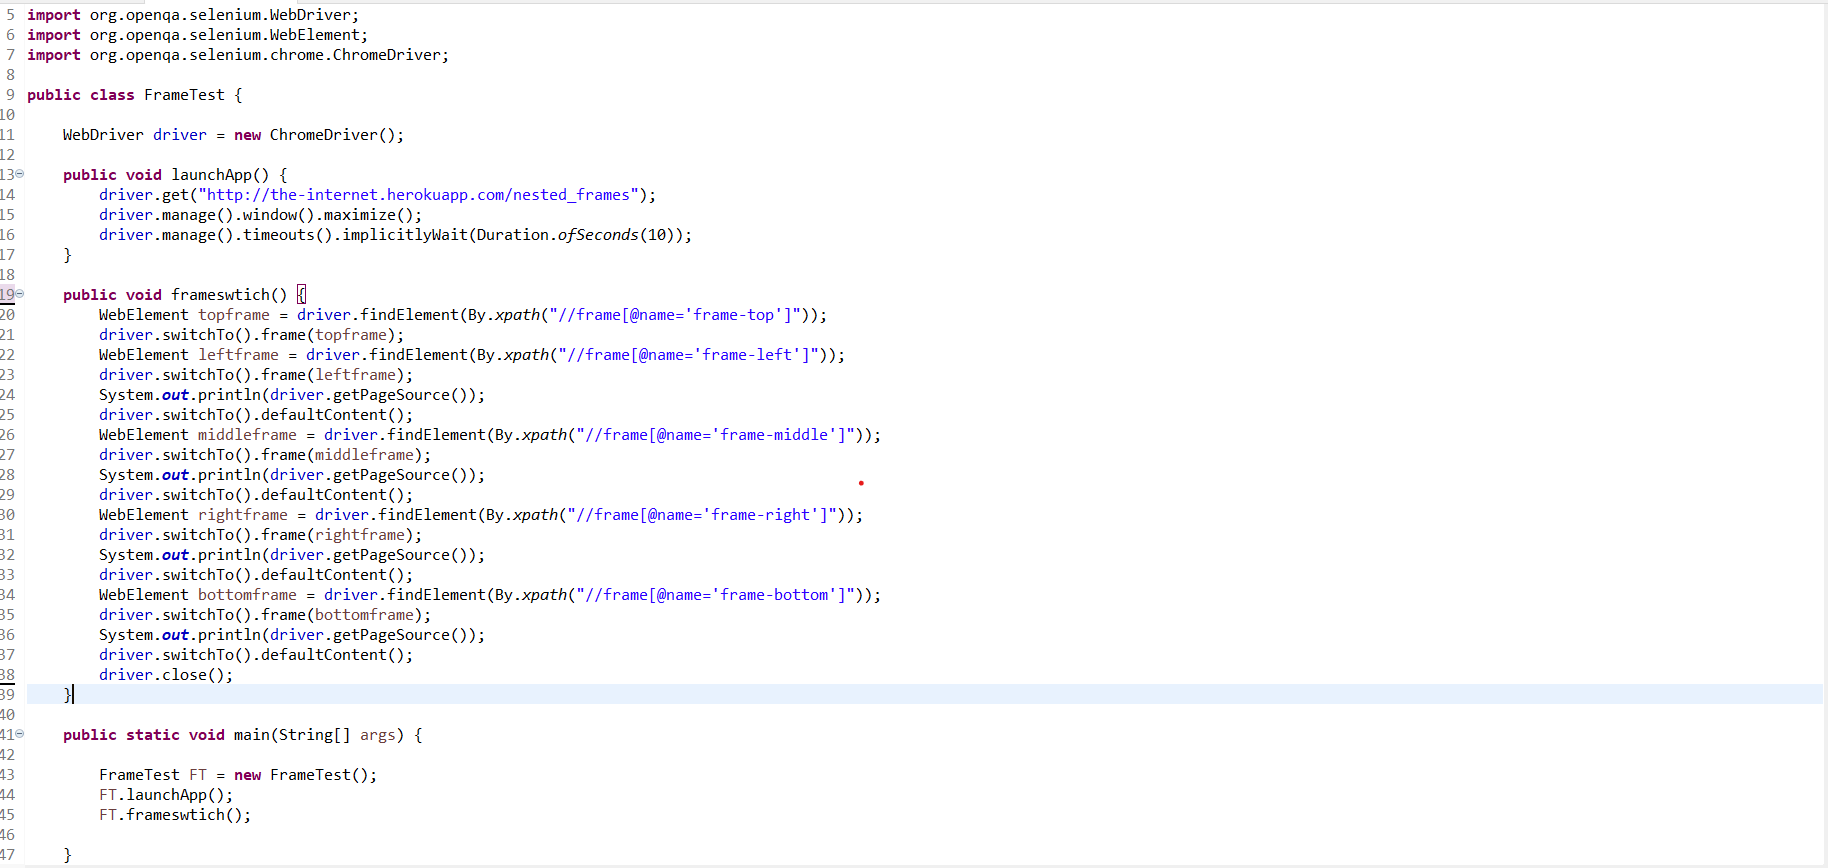 5 import org.openqa.selenium.WebDriver;
6 import org.openqa.selenium.WebElement;
7 import org.openqa.selenium.chrome.ChromeDriver;
8
9 public class FrameTest {
10
11     WebDriver driver = new ChromeDriver();
12
13     public void launchApp() {
14         driver.get("http://the-internet.herokuapp.com/nested_frames");
15         driver.manage().window().maximize();
16         driver.manage().timeouts().implicitlyWait(Duration.ofSeconds(10));
17     }
18
19     public void frameswtich() {
20         WebElement topframe = driver.findElement(By.xpath("//frame[@name='frame-top']"));
21         driver.switchTo().frame(topframe);
22         WebElement leftframe = driver.findElement(By.xpath("//frame[@name='frame-left']"));
23         driver.switchTo().frame(leftframe);
24         System.out.println(driver.getPageSource());
25         driver.switchTo().defaultContent();
26         WebElement middleframe = driver.findElement(By.xpath("//frame[@name='frame-middle']"));
27         driver.switchTo().frame(middleframe);
28         System.out.println(driver.getPageSource());
29         driver.switchTo().defaultContent();
30         WebElement rightframe = driver.findElement(By.xpath("//frame[@name='frame-right']"));
31         driver.switchTo().frame(rightframe);
32         System.out.println(driver.getPageSource());
33         driver.switchTo().defaultContent();
34         WebElement bottomframe = driver.findElement(By.xpath("//frame[@name='frame-bottom']"));
35         driver.switchTo().frame(bottomframe);
36         System.out.println(driver.getPageSource());
37         driver.switchTo().defaultContent();
38         driver.close();
39     }
40
41     public static void main(String[] args) {
42
43         FrameTest FT = new FrameTest();
44         FT.launchApp();
45         FT.frameswtich();
46
47     }